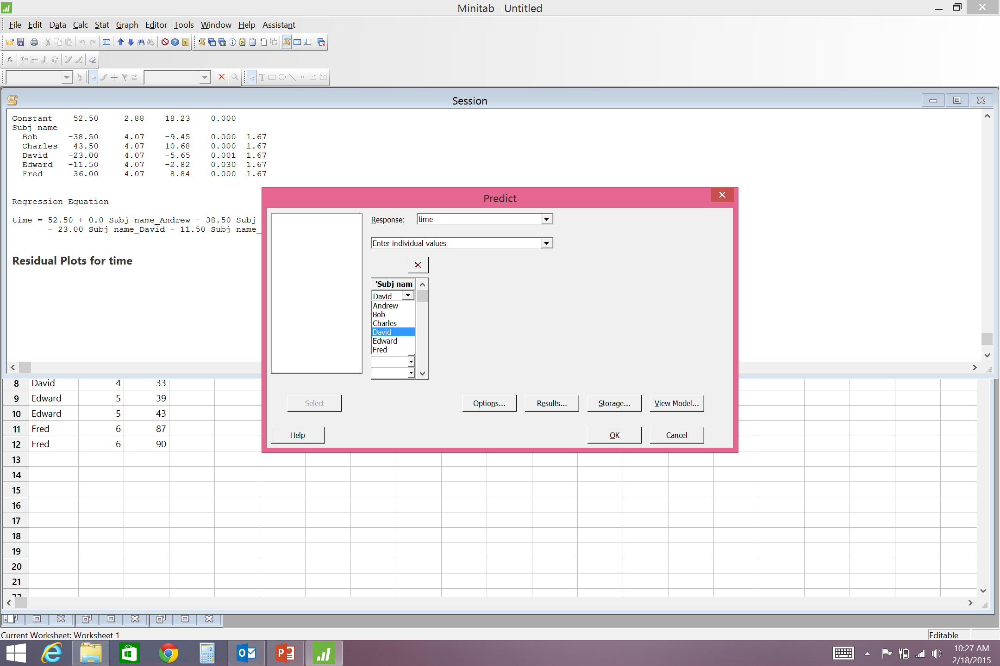 Minitab - Untitled
File Edit Data Calc Stat Graph Editor Tools Window Help Assistant
Session
Constant 52.50 2.88 18.23 0.000
Subj name
Bob -38.50 4.07 -9.45 0.000 1.67
Charles 43.50 4.07 10.68 0.000 1.67
David -23.00 4.07 -5.65 0.001 1.67
Edward -11.50 4.07 -2.82 0.030 1.67
Fred 36.00 4.07 8.84 0.000 1.67
Regression Equation
time = 52.50 + 0.0 Subj name_Andrew - 38.50 Subj
- 23.00 Subj name_David - 11.50 Subj name_
Residual Plots for time
Predict
Response: time
Enter individual values
'Subj nam
David
Andrew
Bob
Charles
David
Edward
Fred
Select Options... Results... Storage... View Model...
Help OK Cancel
8 David 4 33
9 Edward 5 39
10 Edward 5 43
11 Fred 6 87
12 Fred 6 90
13
14
15
16
17
18
19
20
21
Current Worksheet: Worksheet 1 Editable
10:27 AM
2/18/2015